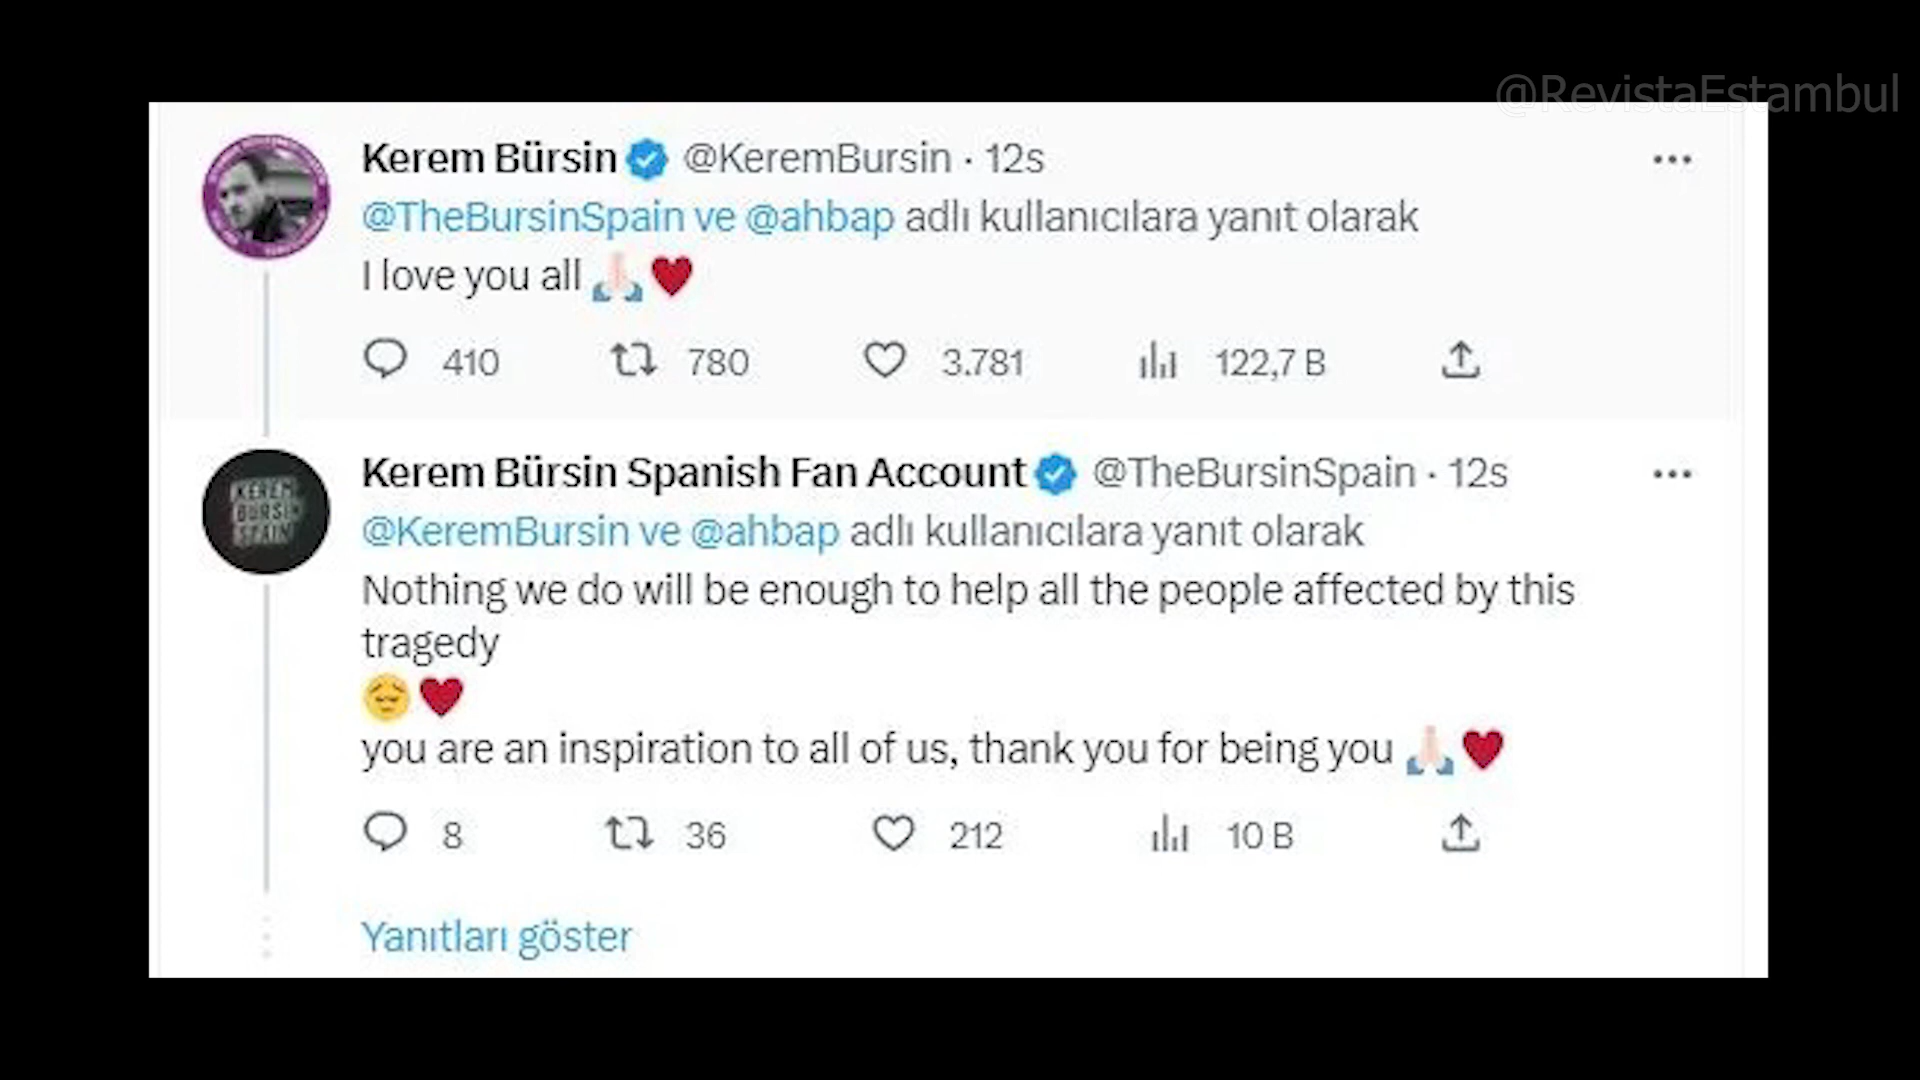 @RevistaEstambul
Kerem Bürsin @KeremBursin · 12s
@TheBursinSpain ve @ahbap adlı kullanıcılara yanıt olarak
I love you all 🙏🏻♥
410 780 3.781 122,7 B
KEREM
BÜRSİN
SPAIN
Kerem Bürsin Spanish Fan Account @TheBursinSpain · 12s
@KeremBursin ve @ahbap adlı kullanıcılara yanıt olarak
Nothing we do will be enough to help all the people affected by this
tragedy
😔♥
you are an inspiration to all of us, thank you for being you 🙏🏻♥
8 36 212 10 B
Yanıtları göster